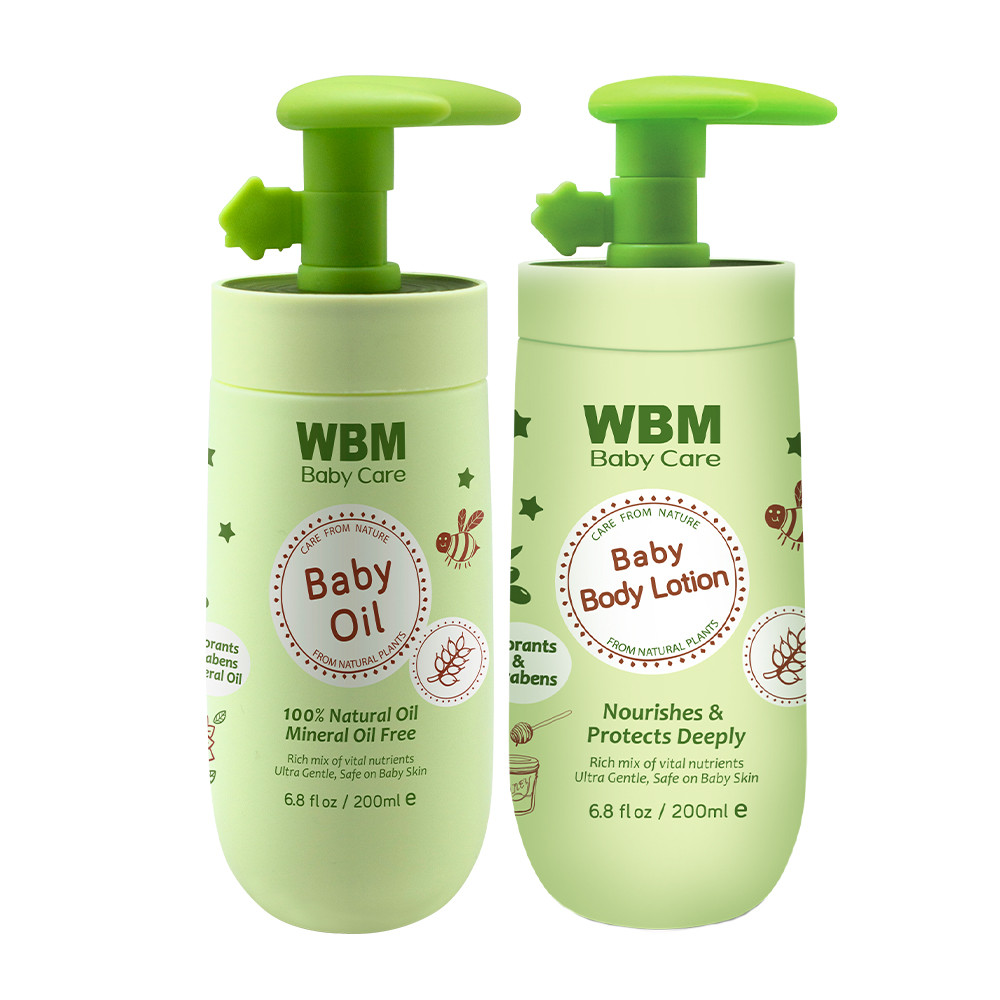 WBM
Baby Care
CARE FROM NATURE
Baby
Oil
FROM NATURAL PLANTS
100% Natural Oil
Mineral Oil Free
Rich mix of vital nutrients
Ultra Gentle, Safe on Baby Skin
6.8 fl oz / 200ml e
WBM
Baby Care
CARE FROM NATURE
Baby
Body Lotion
FROM NATURAL PLANTS
&
Nourishes &
Protects Deeply
Rich mix of vital nutrients
Ultra Gentle, Safe on Baby Skin
6.8 fl oz / 200ml e